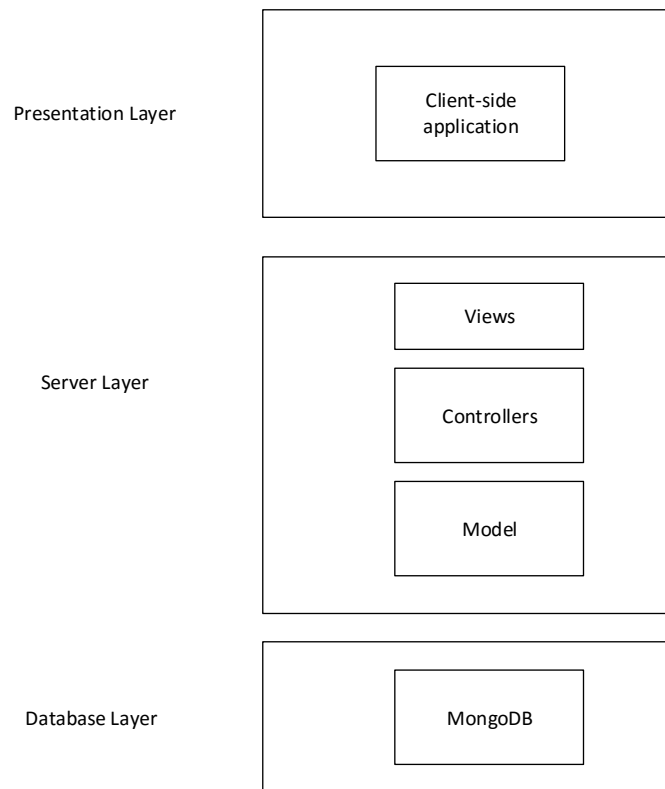 Presentation Layer
Client-side
application
Server Layer
Views
Controllers
Model
Database Layer
MongoDB